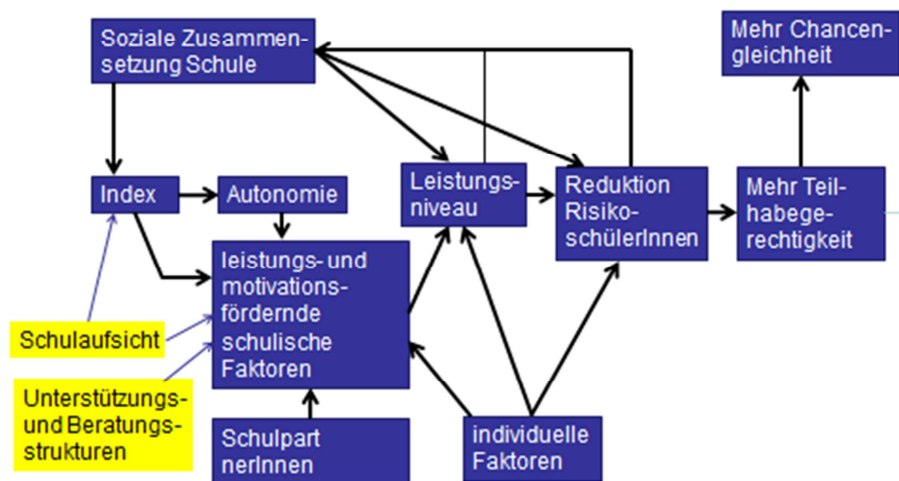 Soziale Zusammen-
setzung Schule
Mehr Chancen-
gleichheit
Index
Autonomie
Leistungs-
niveau
Reduktion
Risiko-
schülerInnen
Mehr Teil-
habege-
rechtigkeit
leistungs- und
motivations-
fördernde
schulische
Faktoren
Schulaufsicht
Unterstützungs-
und Beratungs-
strukturen
Schulpart
nerInnen
individuelle
Faktoren